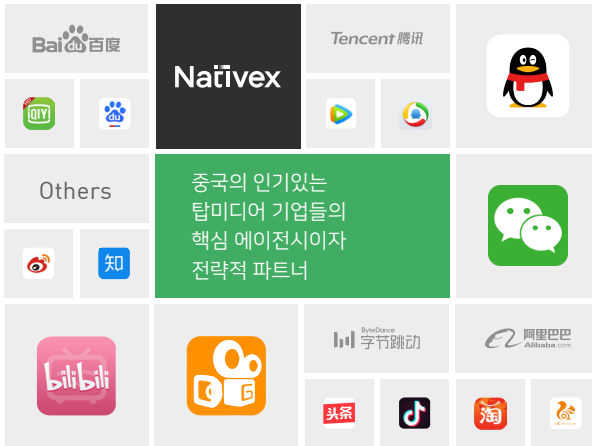 Bai du 百度
Nativex
Tencent 腾讯
QIY
du
Others
중국의 인기있는
탑미디어 기업들의
핵심 에이전시이자
전략적 파트너
知
bilibili
ByteDance
字节跳动
阿里巴巴
Alibaba.com
头条
淘